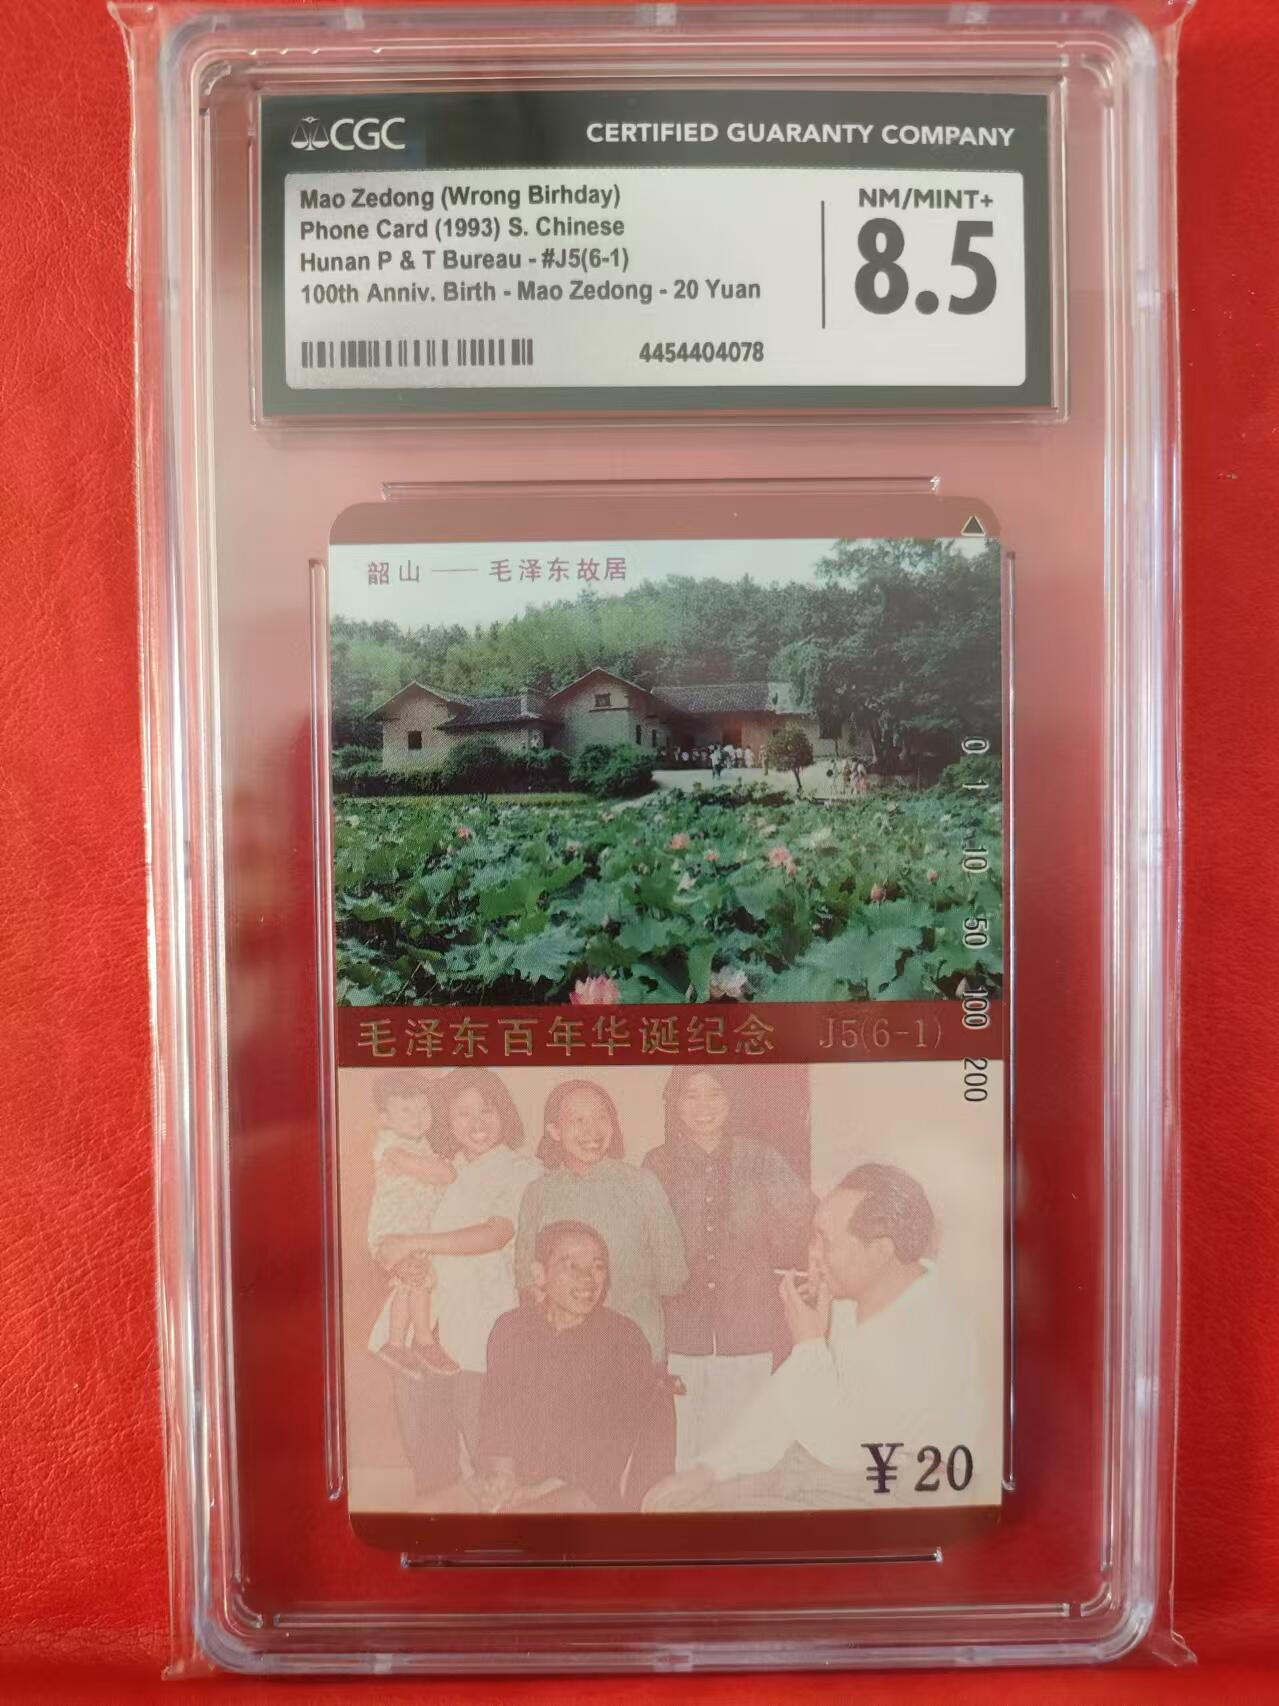 CGC
CERTIFIED GUARANTY COMPANY
Mao Zedong (Wrong Birhday)
Phone Card (1993) S. Chinese
Hunan P & T Bureau - #J5(6-1)
100th Anniv. Birth - Mao Zedong - 20 Yuan
4454404078
NM/MINT+
8.5
韶山——毛泽东故居
0 1 10 50 100 200
毛泽东百年华诞纪念 J5(6-1)
¥20